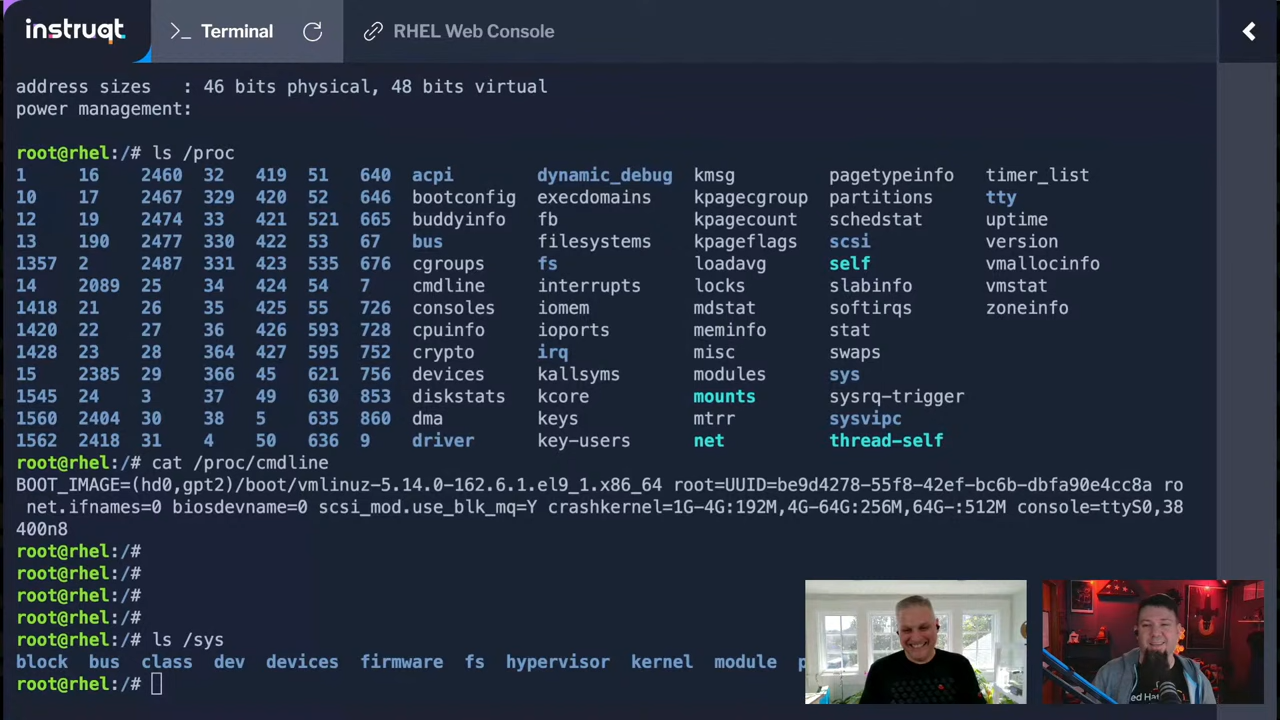 instruqt
>_ Terminal
RHEL Web Console
address sizes   : 46 bits physical, 48 bits virtual
power management:
root@rhel:/# ls /proc
1 16 2460 32 419 51 640 acpi dynamic_debug kmsg pagetypeinfo timer_list
10 17 2467 329 420 52 646 bootconfig execdomains kpagecgroup partitions tty
12 19 2474 33 421 521 665 buddyinfo fb kpagecount schedstat uptime
13 190 2477 330 422 53 67 bus filesystems kpageflags scsi version
1357 2 2487 331 423 535 676 cgroups fs loadavg self vmallocinfo
14 2089 25 34 424 54 7 cmdline interrupts locks slabinfo vmstat
1418 21 26 35 425 55 726 consoles iomem mdstat softirqs zoneinfo
1420 22 27 36 426 593 728 cpuinfo ioports meminfo stat
1428 23 28 364 427 595 752 crypto irq misc swaps
15 2385 29 366 45 621 756 devices kallsyms modules sys
1545 24 3 37 49 630 853 diskstats kcore mounts sysrq-trigger
1560 2404 30 38 5 635 860 dma keys mtrr sysvipc
1562 2418 31 4 50 636 9 driver key-users net thread-self
root@rhel:/# cat /proc/cmdline
BOOT_IMAGE=(hd0,gpt2)/boot/vmlinuz-5.14.0-162.6.1.el9_1.x86_64 root=UUID=be9d4278-55f8-42ef-bc6b-dbfa90e4cc8a ro
net.ifnames=0 biosdevname=0 scsi_mod.use_blk_mq=Y crashkernel=1G-4G:192M,4G-64G:256M,64G-:512M console=ttyS0,38
400n8
root@rhel:/#
root@rhel:/#
root@rhel:/#
root@rhel:/#
root@rhel:/# ls /sys
block bus class dev devices firmware fs hypervisor kernel module
root@rhel:/#